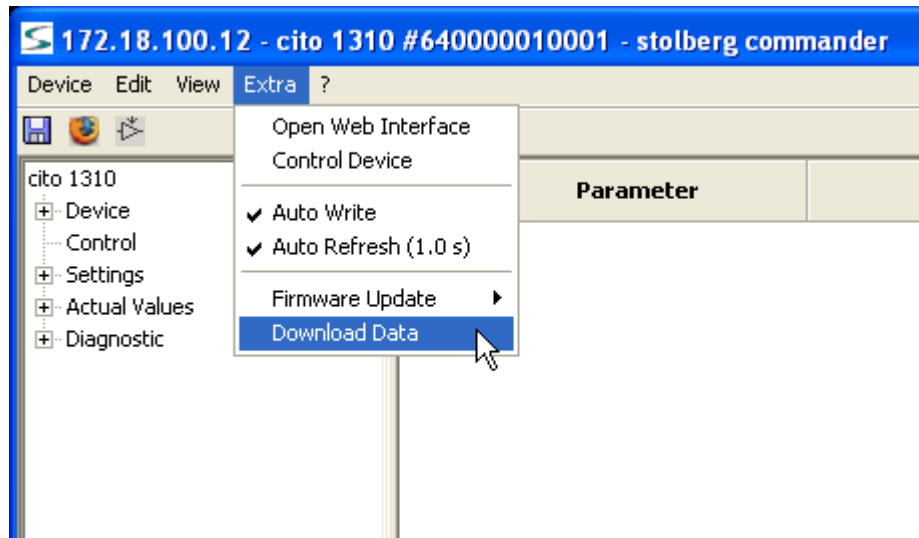 172.18.100.12 - cito 1310 #640000010001 - stolberg commander
Device Edit View Extra ?
Open Web Interface
Control Device
Auto Write
Auto Refresh (1.0 s)
Firmware Update
Download Data
cito 1310
Device
Control
Settings
Actual Values
Diagnostic
Parameter